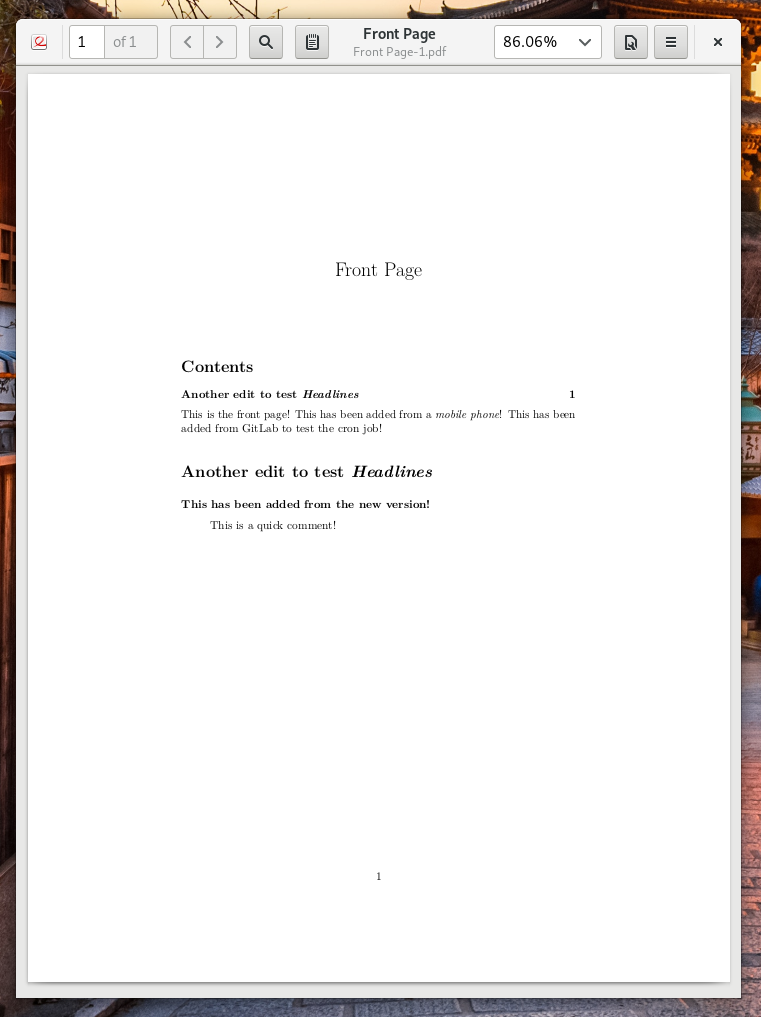 1 of 1
Front Page
Front Page-1.pdf
86.06%
Front Page
Contents
Another edit to test Headlines 1
This is the front page! This has been added from a mobile phone! This has been
added from GitLab to test the cron job!
Another edit to test Headlines
This has been added from the new version!
This is a quick comment!
1